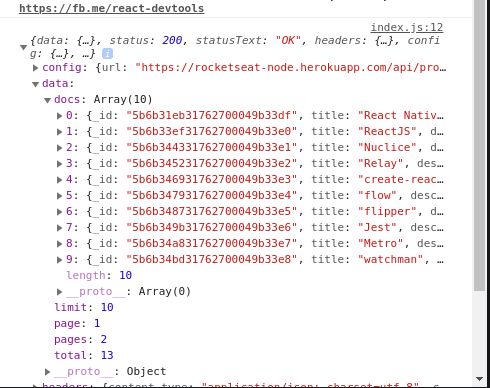 https://fb.me/react-devtools
index.js:12
{data: {…}, status: 200, statusText: "OK", headers: {…}, confi
g: {…}, …} i
config: {url: "https://rocketseat-node.herokuapp.com/api/pro…
data:
docs: Array(10)
0: {_id: "5b6b31eb31762700049b33df", title: "React Nativ…
1: {_id: "5b6b33ef31762700049b33e0", title: "ReactJS", d…
2: {_id: "5b6b344331762700049b33e1", title: "Nuclice", d…
3: {_id: "5b6b345231762700049b33e2", title: "Relay", des…
4: {_id: "5b6b346931762700049b33e3", title: "create-reac…
5: {_id: "5b6b347931762700049b33e4", title: "flow", desc…
6: {_id: "5b6b348731762700049b33e5", title: "flipper", d…
7: {_id: "5b6b349b31762700049b33e6", title: "Jest", desc…
8: {_id: "5b6b34a831762700049b33e7", title: "Metro", des…
9: {_id: "5b6b34bd31762700049b33e8", title: "watchman", …
length: 10
__proto__: Array(0)
limit: 10
page: 1
pages: 2
total: 13
__proto__: Object
headers: {content-type: "application/json; charset=utf-8", c…